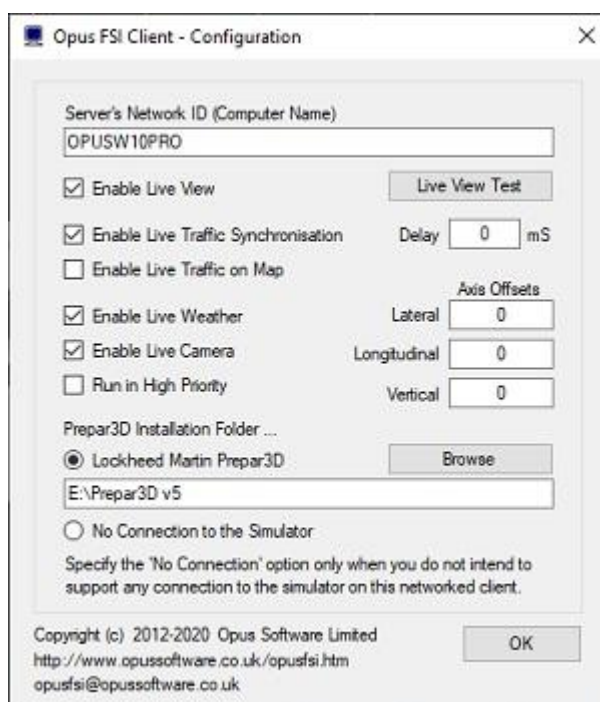 Opus FSI Client - Configuration
Server's Network ID (Computer Name)
OPUSW10PRO
Enable Live View
Live View Test
Enable Live Traffic Synchronisation
Delay 0 mS
Enable Live Traffic on Map
Axis Offsets
Enable Live Weather
Lateral 0
Enable Live Camera
Longitudinal 0
Run in High Priority
Vertical 0
Prepar3D Installation Folder ...
Lockheed Martin Prepar3D
Browse
E:\Prepar3D v5
No Connection to the Simulator
Specify the 'No Connection' option only when you do not intend to
support any connection to the simulator on this networked client.
Copyright (c) 2012-2020 Opus Software Limited
OK
http://www.opussoftware.co.uk/opusfsi.htm
opusfsi@opussoftware.co.uk